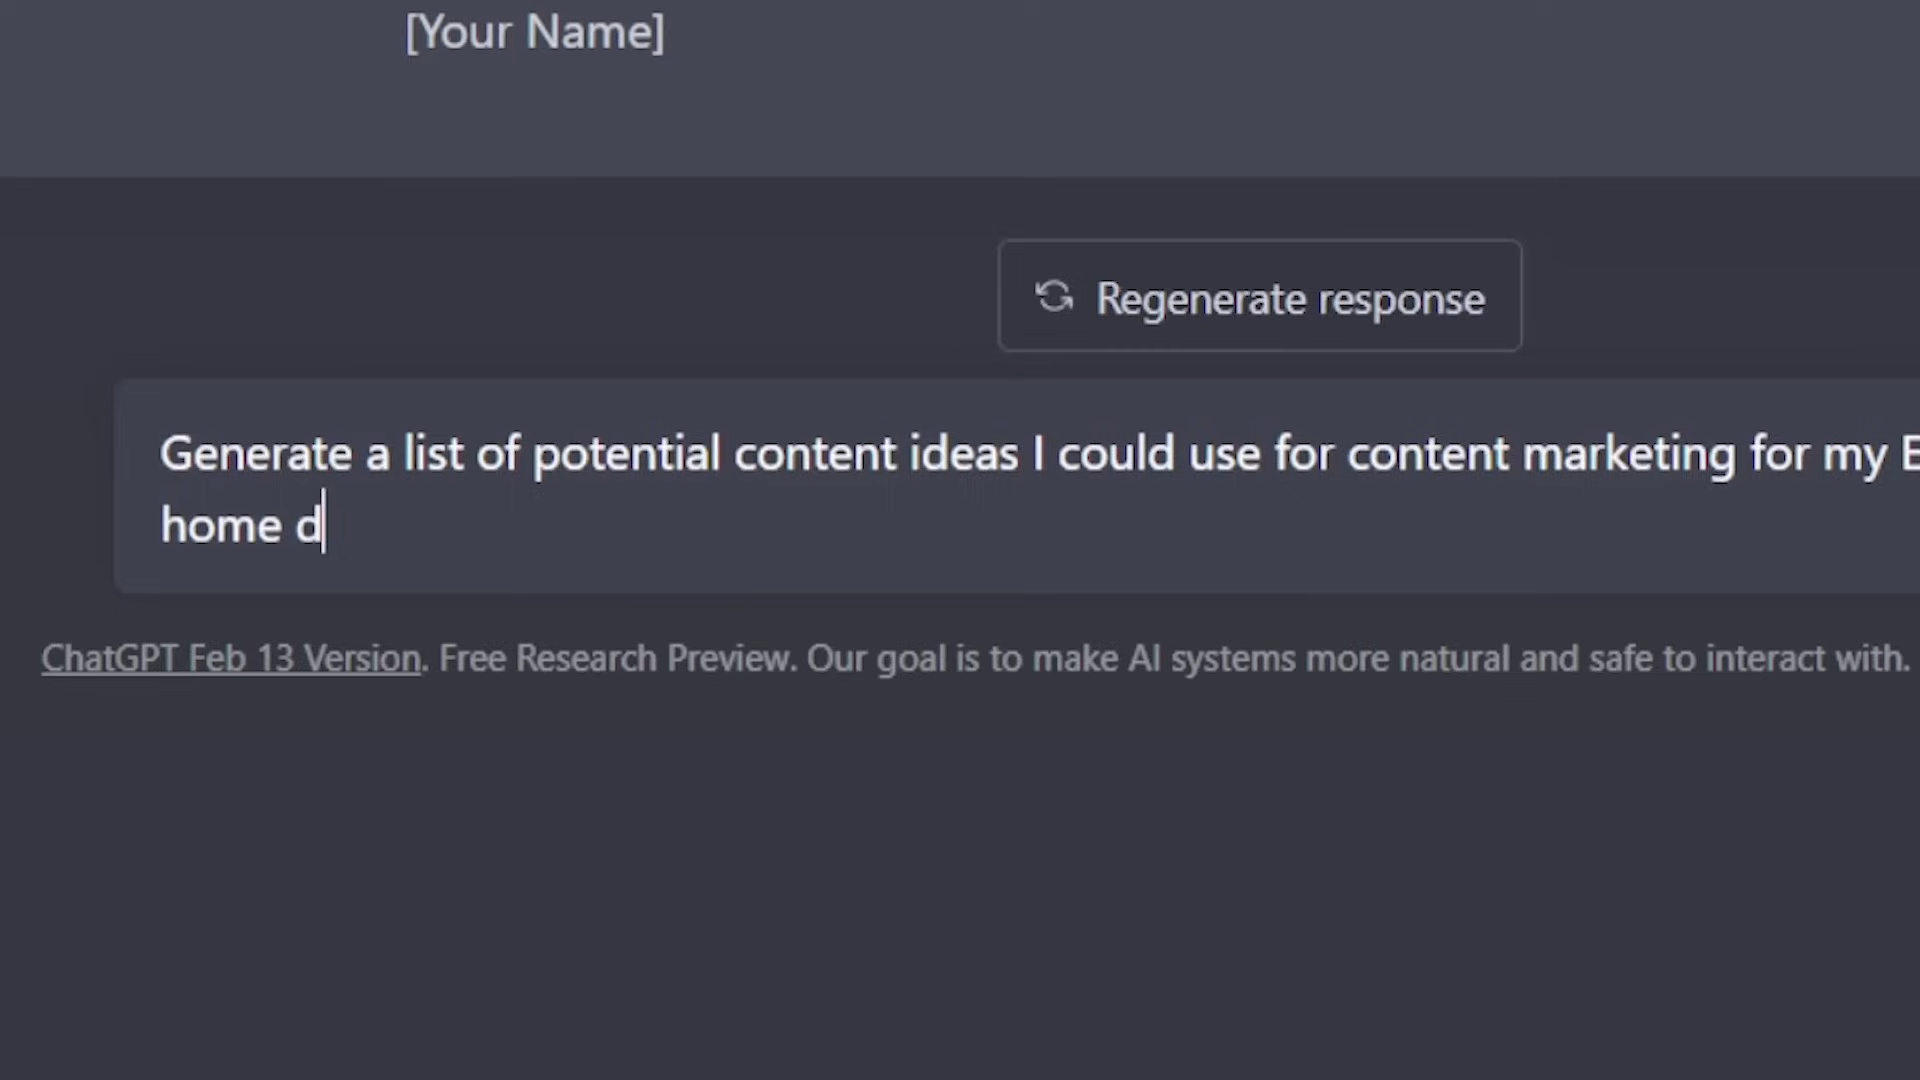 [Your Name]
Regenerate response
Generate a list of potential content ideas I could use for content marketing for my
home d
ChatGPT Feb 13 Version. Free Research Preview. Our goal is to make AI systems more natural and safe to interact with.